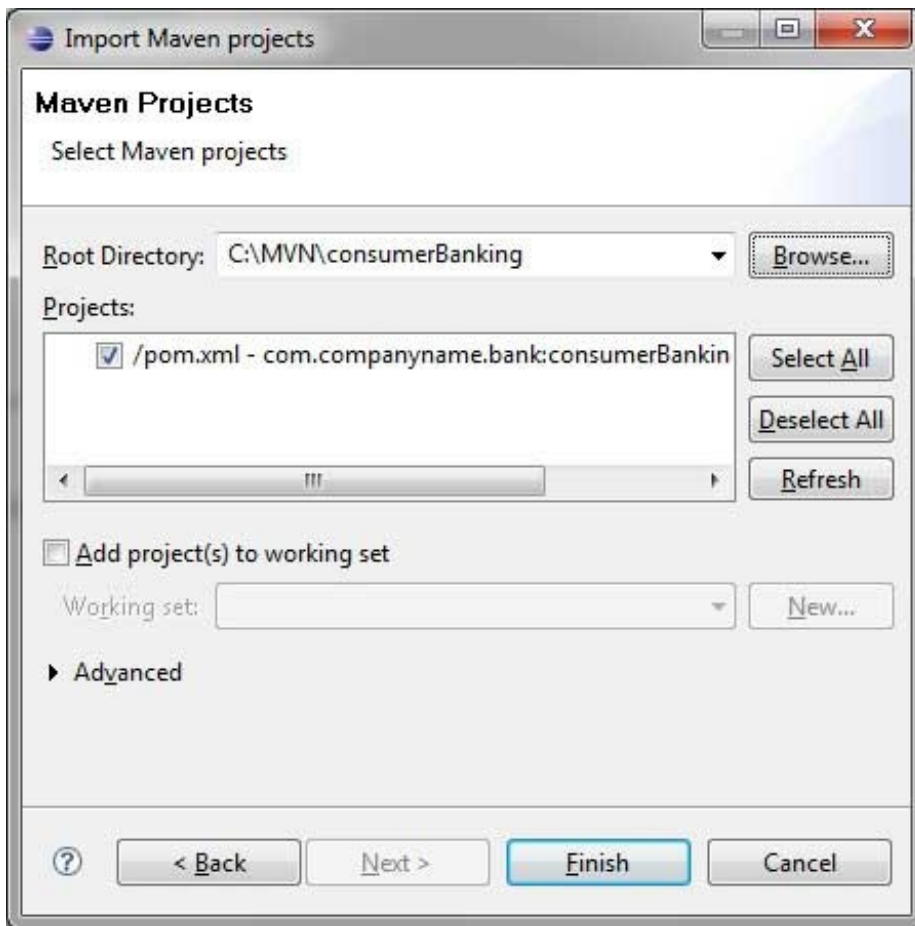 Import Maven projects
Maven Projects
Select Maven projects
Root Directory: C:\MVN\consumerBanking Browse...
Projects:
/pom.xml - com.companyname.bank:consumerBankin Select All
Deselect All
Refresh
Add project(s) to working set
Working set: New...
Advanced
? < Back Next > Finish Cancel